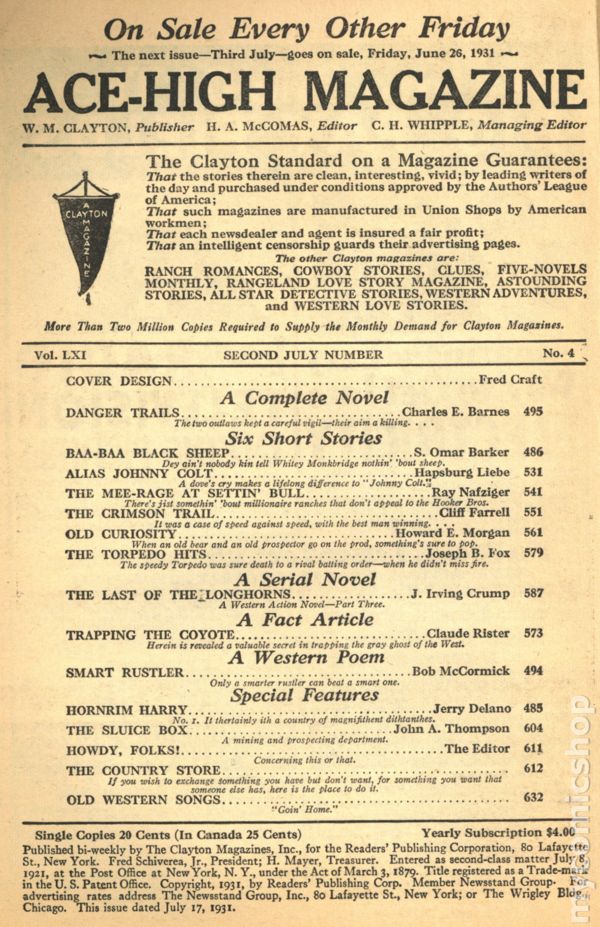 On Sale Every Other Friday
The next issue—Third July—goes on sale, Friday, June 26, 1931
ACE-HIGH MAGAZINE
W. M. CLAYTON, Publisher H. A. McCOMAS, Editor C. H. WHIPPLE, Managing Editor
CLAYTON
A MAGAZINE
The Clayton Standard on a Magazine Guarantees:
That the stories therein are clean, interesting, vivid; by leading writers of
the day and purchased under conditions approved by the Authors' League
of America;
That such magazines are manufactured in Union Shops by American
workmen;
That each newsdealer and agent is insured a fair profit;
That an intelligent censorship guards their advertising pages.
The other Clayton magazines are:
RANCH ROMANCES, COWBOY STORIES, CLUES, FIVE-NOVELS
MONTHLY, RANGELAND LOVE STORY MAGAZINE, ASTOUNDING
STORIES, ALL STAR DETECTIVE STORIES, WESTERN ADVENTURES,
and WESTERN LOVE STORIES.
More Than Two Million Copies Required to Supply the Monthly Demand for Clayton Magazines.
Vol. LXI SECOND JULY NUMBER No. 4
COVER DESIGN Fred Craft
A Complete Novel
DANGER TRAILS Charles E. Barnes 495
The two outlaws kept a careful vigil—their aim a killing. . . .
Six Short Stories
BAA-BAA BLACK SHEEP S. Omar Barker 486
Dey ain't nobody kin tell Whitey Monkbridge nothin' 'bout sheep.
ALIAS JOHNNY COLT Hapsburg Liebe 531
A dove's cry makes a lifelong difference to "Johnny Colt."
THE MEE-RAGE AT SETTIN' BULL Ray Nafziger 541
There's jist somethin' 'bout millionaire ranches that don't appeal to the Hooker Bros.
THE CRIMSON TRAIL Cliff Farrell 551
It was a case of speed against speed, with the best man winning. . . .
OLD CURIOSITY Howard E. Morgan 561
When an old bear and an old prospector go on the prod, something's sure to pop.
THE TORPEDO HITS Joseph B. Fox 579
The speedy Torpedo was sure death to a rival batting order—when he didn't miss fire.
A Serial Novel
THE LAST OF THE LONGHORNS J. Irving Crump 587
A Western Action Novel—Part Three.
A Fact Article
TRAPPING THE COYOTE Claude Rister 573
Herein is revealed a valuable secret in trapping the gray ghost of the West.
A Western Poem
SMART RUSTLER Bob McCormick 494
Only a smarter rustler can beat a smart one.
Special Features
HORNRIM HARRY Jerry Delano 485
No. 1. It thertainly ith a country of magnifithent dithtanthes.
THE SLUICE BOX John A. Thompson 604
A mining and prospecting department.
HOWDY, FOLKS! The Editor 611
Concerning this or that.
THE COUNTRY STORE 612
If you wish to exchange something you have but don't want, for something you want that
someone else has, here is the place to do it.
OLD WESTERN SONGS 632
"Goin' Home."
Single Copies 20 Cents (In Canada 25 Cents) Yearly Subscription $4.00
Published bi-weekly by The Clayton Magazines, Inc., for the Readers' Publishing Corporation, 80 Lafayette
St., New York. Fred Schiverea, Jr., President; H. Mayer, Treasurer. Entered as second-class matter July 8,
1921, at the Post Office at New York, N. Y., under the Act of March 3, 1879. Title registered as a Trade-mark
in the U. S. Patent Office. Copyright, 1931, by Readers' Publishing Corp. Member Newsstand Group. For
advertising rates address The Newsstand Group, Inc., 80 Lafayette St., New York; or The Wrigley Bldg.,
Chicago. This issue dated July 17, 1931.
mycomicshop